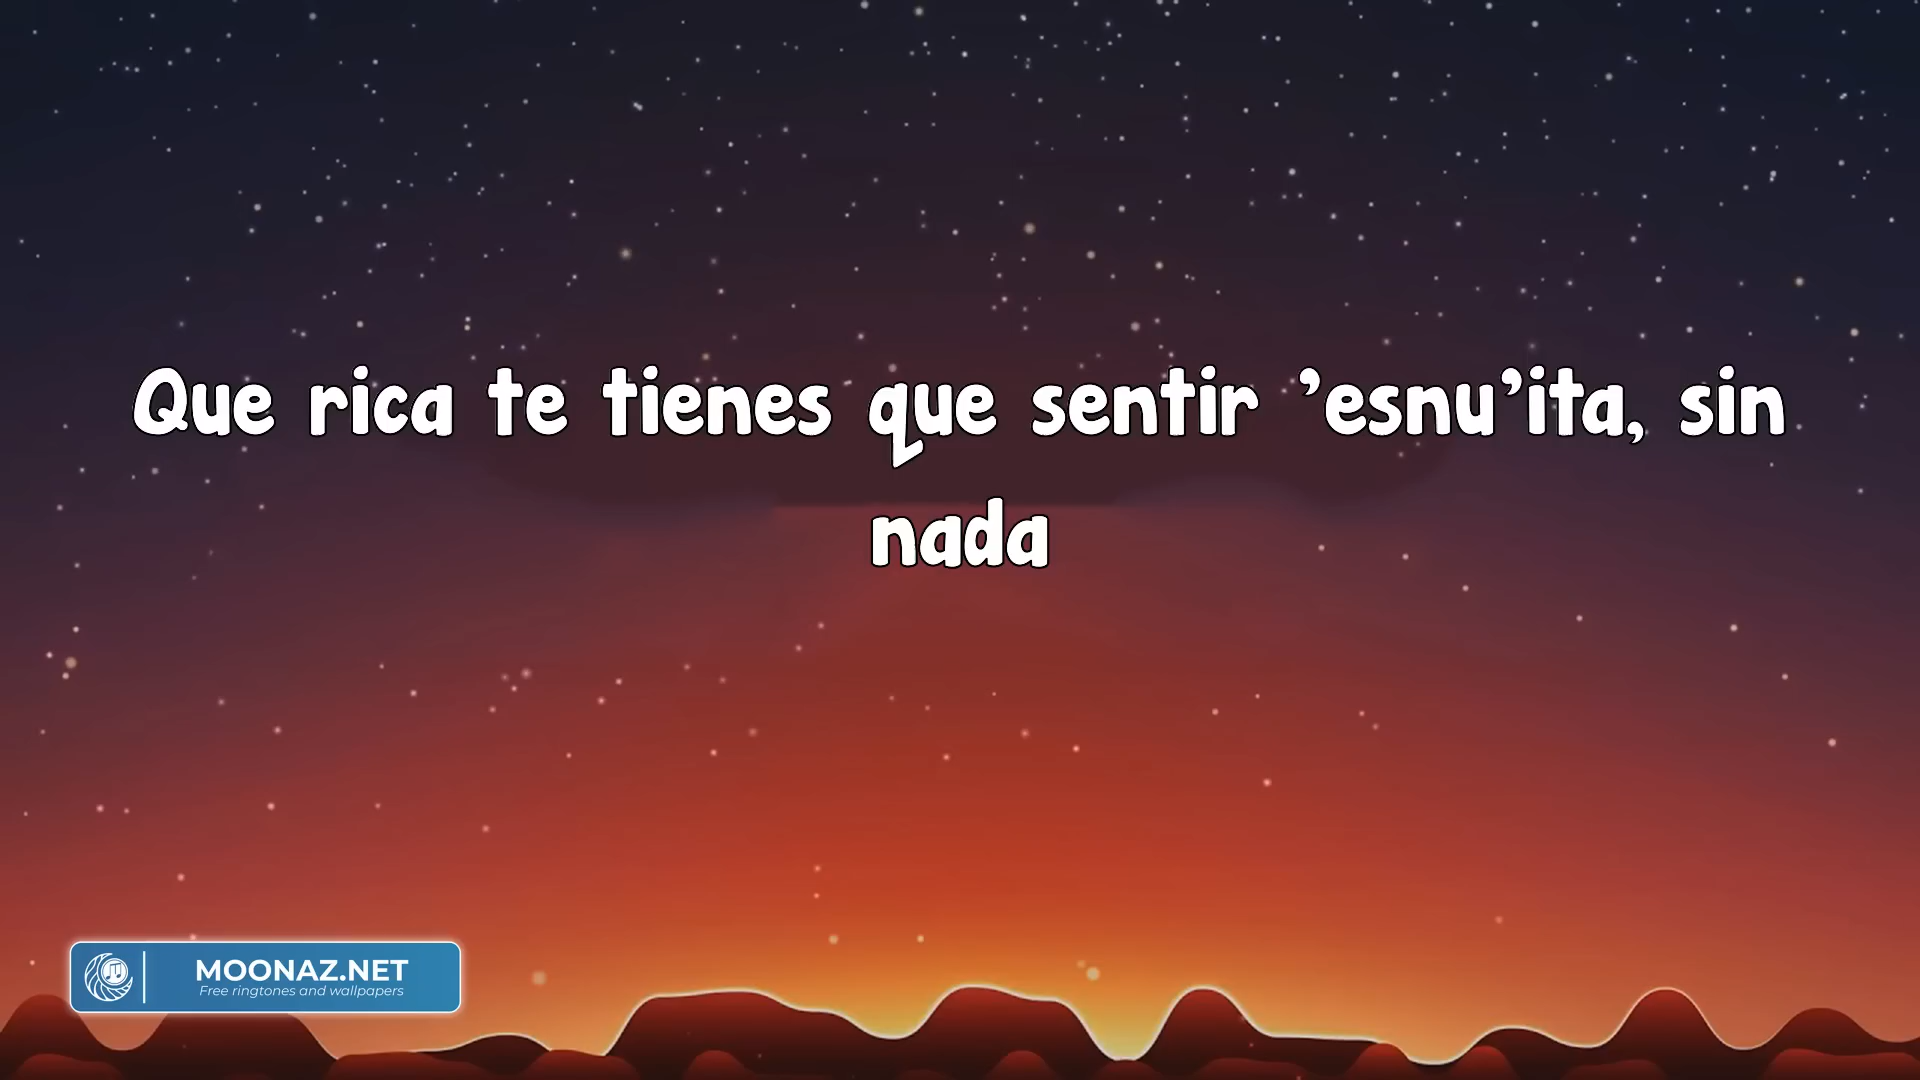 Que rica te tienes que sentir ’esnu’ita, sin
nada
MOONAZ.NET
Free ringtones and wallpapers